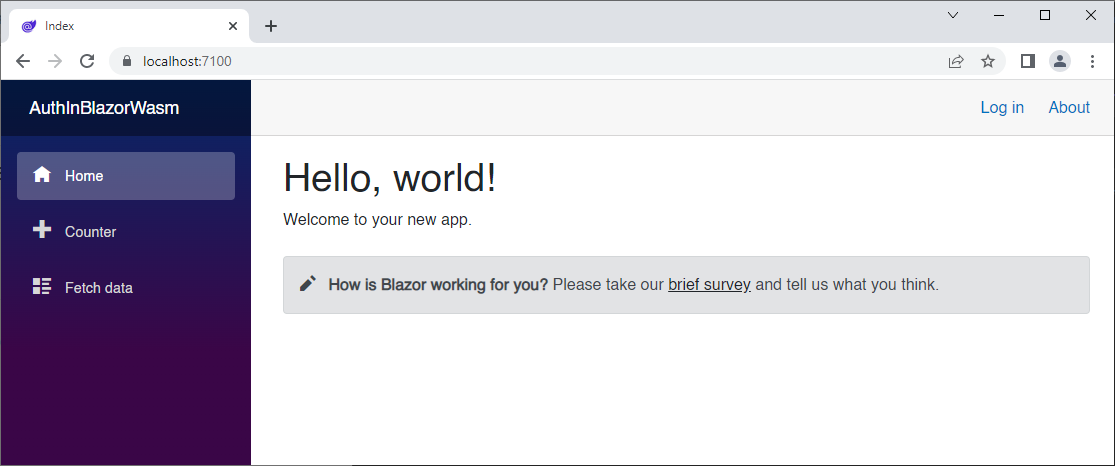 Index
localhost:7100
AuthInBlazorWasm
Log in About
Home
Counter
Fetch data
Hello, world!
Welcome to your new app.
How is Blazor working for you? Please take our brief survey and tell us what you think.